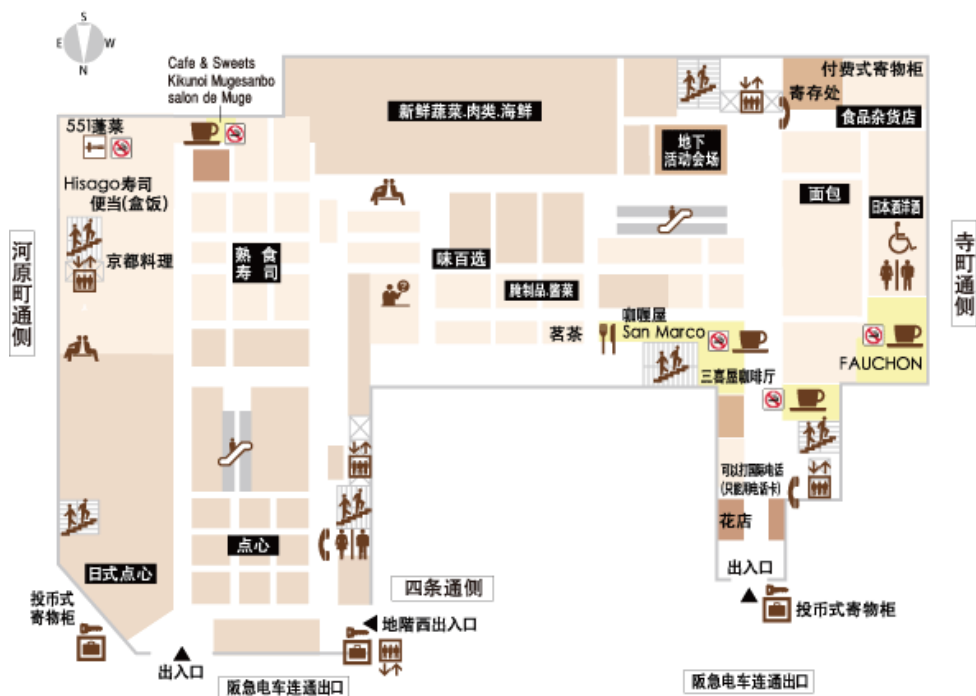 S
E W
N
Cafe & Sweets
Kikunoi Mugesanbo
salon de Muge
551蓬莱
Hisago寿司
便当(盒饭)
京都料理
河原町通侧
新鲜蔬菜.肉类.海鲜
熟食
寿司
味百选
腌制品.酱菜
茗茶
咖喱屋
San Marco
三喜屋咖啡厅
地下
活动会场
付费式寄物柜
寄存处
食品杂货店
面包
日本酒洋酒
寺町通侧
FAUCHON
可以打国际电话
(只能用电话卡)
花店
出入口
投币式寄物柜
阪急电车连通出口
点心
日式点心
四条通侧
投币式
寄物柜
地階西出入口
出入口
阪急电车连通出口